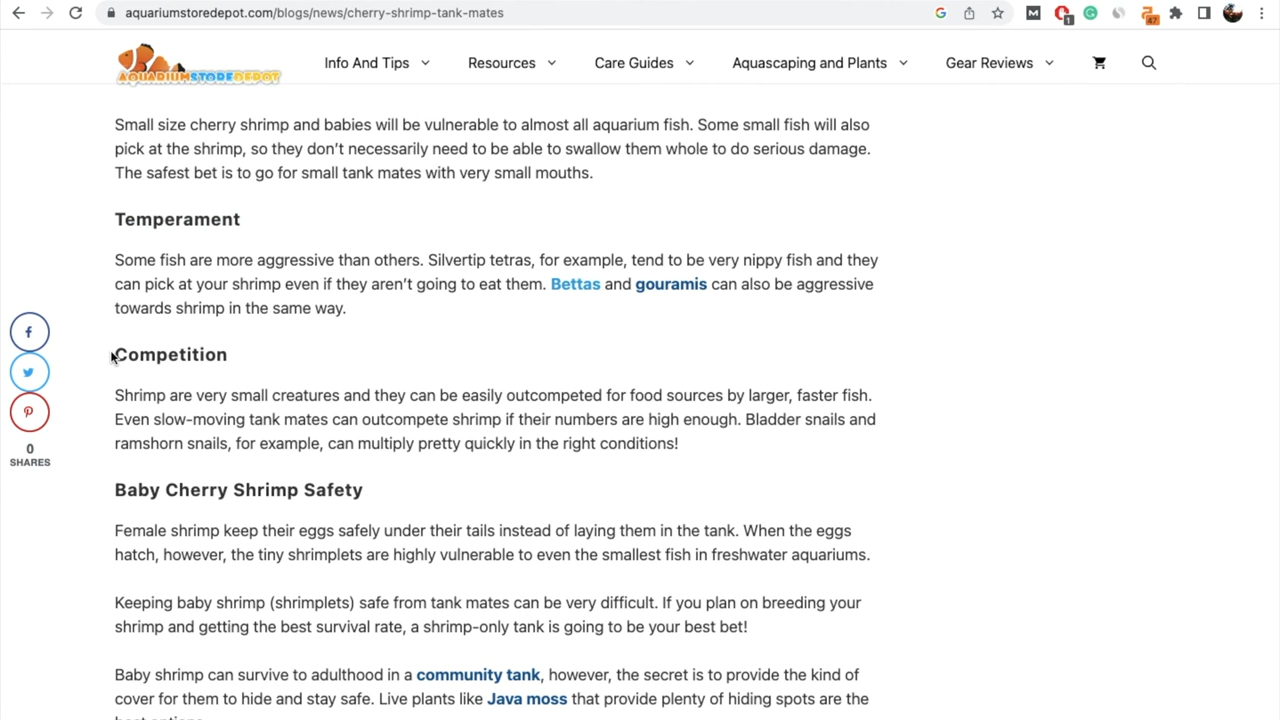 aquariumstoredepot.com/blogs/news/cherry-shrimp-tank-mates
1
47
AQUARIUMSTOREDEPOT
Info And Tips
Resources
Care Guides
Aquascaping and Plants
Gear Reviews
Small size cherry shrimp and babies will be vulnerable to almost all aquarium fish. Some small fish will also
pick at the shrimp, so they don’t necessarily need to be able to swallow them whole to do serious damage.
The safest bet is to go for small tank mates with very small mouths.
Temperament
Some fish are more aggressive than others. Silvertip tetras, for example, tend to be very nippy fish and they
can pick at your shrimp even if they aren’t going to eat them. Bettas and gouramis can also be aggressive
towards shrimp in the same way.
Competition
Shrimp are very small creatures and they can be easily outcompeted for food sources by larger, faster fish.
Even slow-moving tank mates can outcompete shrimp if their numbers are high enough. Bladder snails and
ramshorn snails, for example, can multiply pretty quickly in the right conditions!
0
SHARES
Baby Cherry Shrimp Safety
Female shrimp keep their eggs safely under their tails instead of laying them in the tank. When the eggs
hatch, however, the tiny shrimplets are highly vulnerable to even the smallest fish in freshwater aquariums.
Keeping baby shrimp (shrimplets) safe from tank mates can be very difficult. If you plan on breeding your
shrimp and getting the best survival rate, a shrimp-only tank is going to be your best bet!
Baby shrimp can survive to adulthood in a community tank, however, the secret is to provide the kind of
cover for them to hide and stay safe. Live plants like Java moss that provide plenty of hiding spots are the